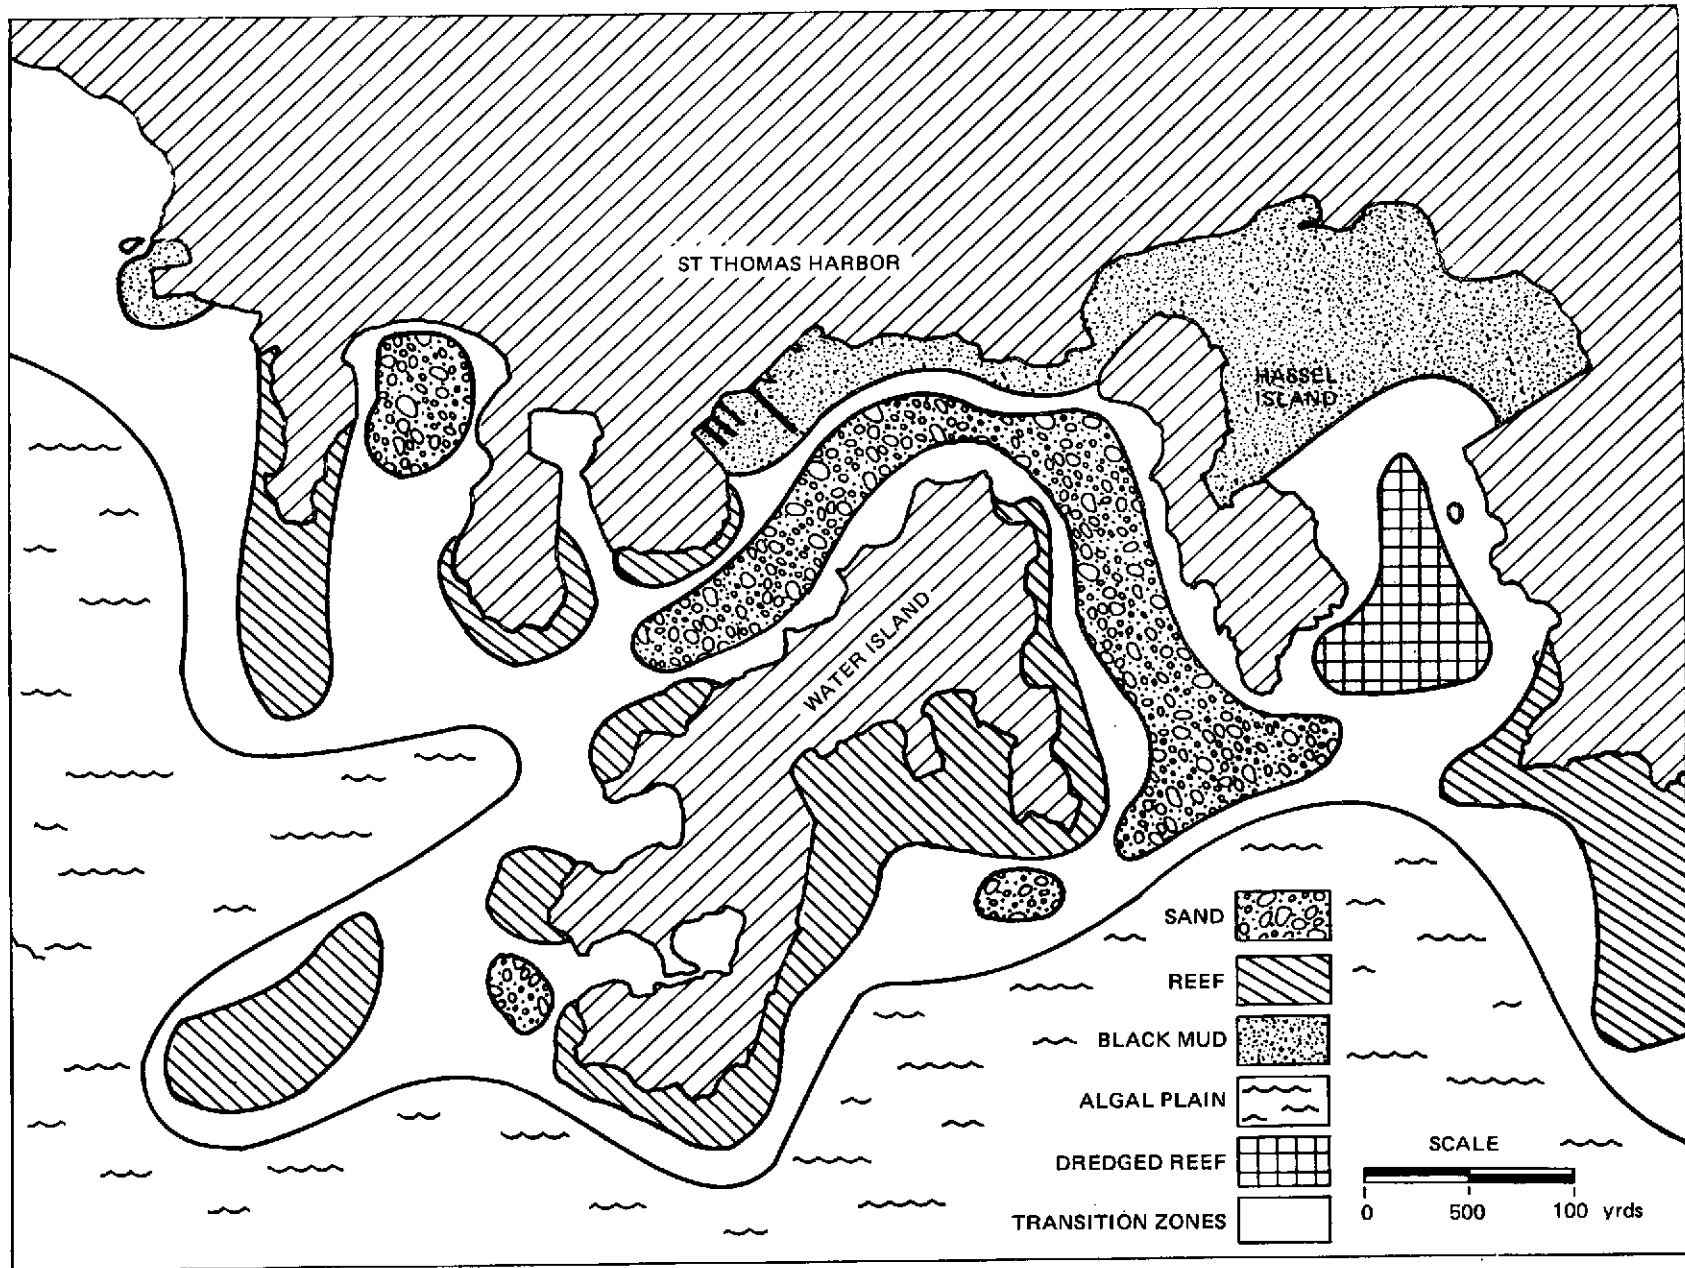 ST THOMAS HARBOR
HASSEL
ISLAND
WATER ISLAND
SAND
REEF
BLACK MUD
ALGAL PLAIN
DREDGED REEF
TRANSITION ZONES
SCALE
0 500 100 yrds